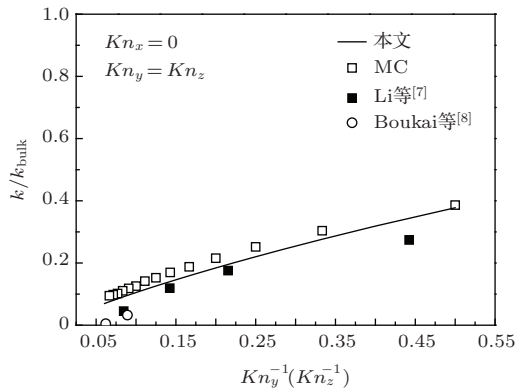 1.0
0.8
0.6
0.4
0.2
0
k/k_bulk
Kn_x = 0
Kn_y = Kn_z
本文
MC
Li等[7]
Boukai等[8]
0.05 0.15 0.25 0.35 0.45 0.55
Kn_y^{-1}(Kn_z^{-1})